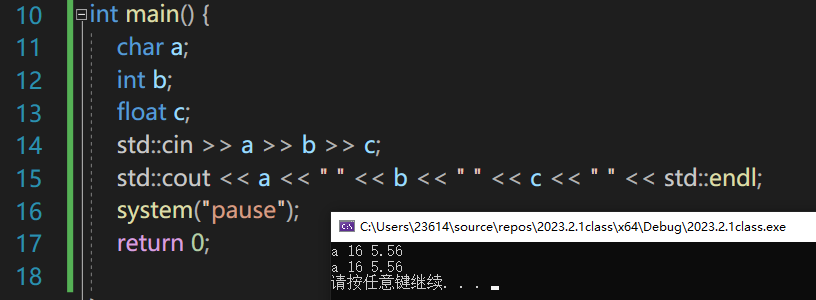 10 int main() {
11 char a;
12 int b;
13 float c;
14 std::cin >> a >> b >> c;
15 std::cout << a << " " << b << " " << c << " " << std::endl;
16 system("pause");
17 return 0;
18
C:\Users\23614\source\repos\2023.2.1class\x64\Debug\2023.2.1class.exe
a 16 5.56
a 16 5.56
请按任意键继续. . .